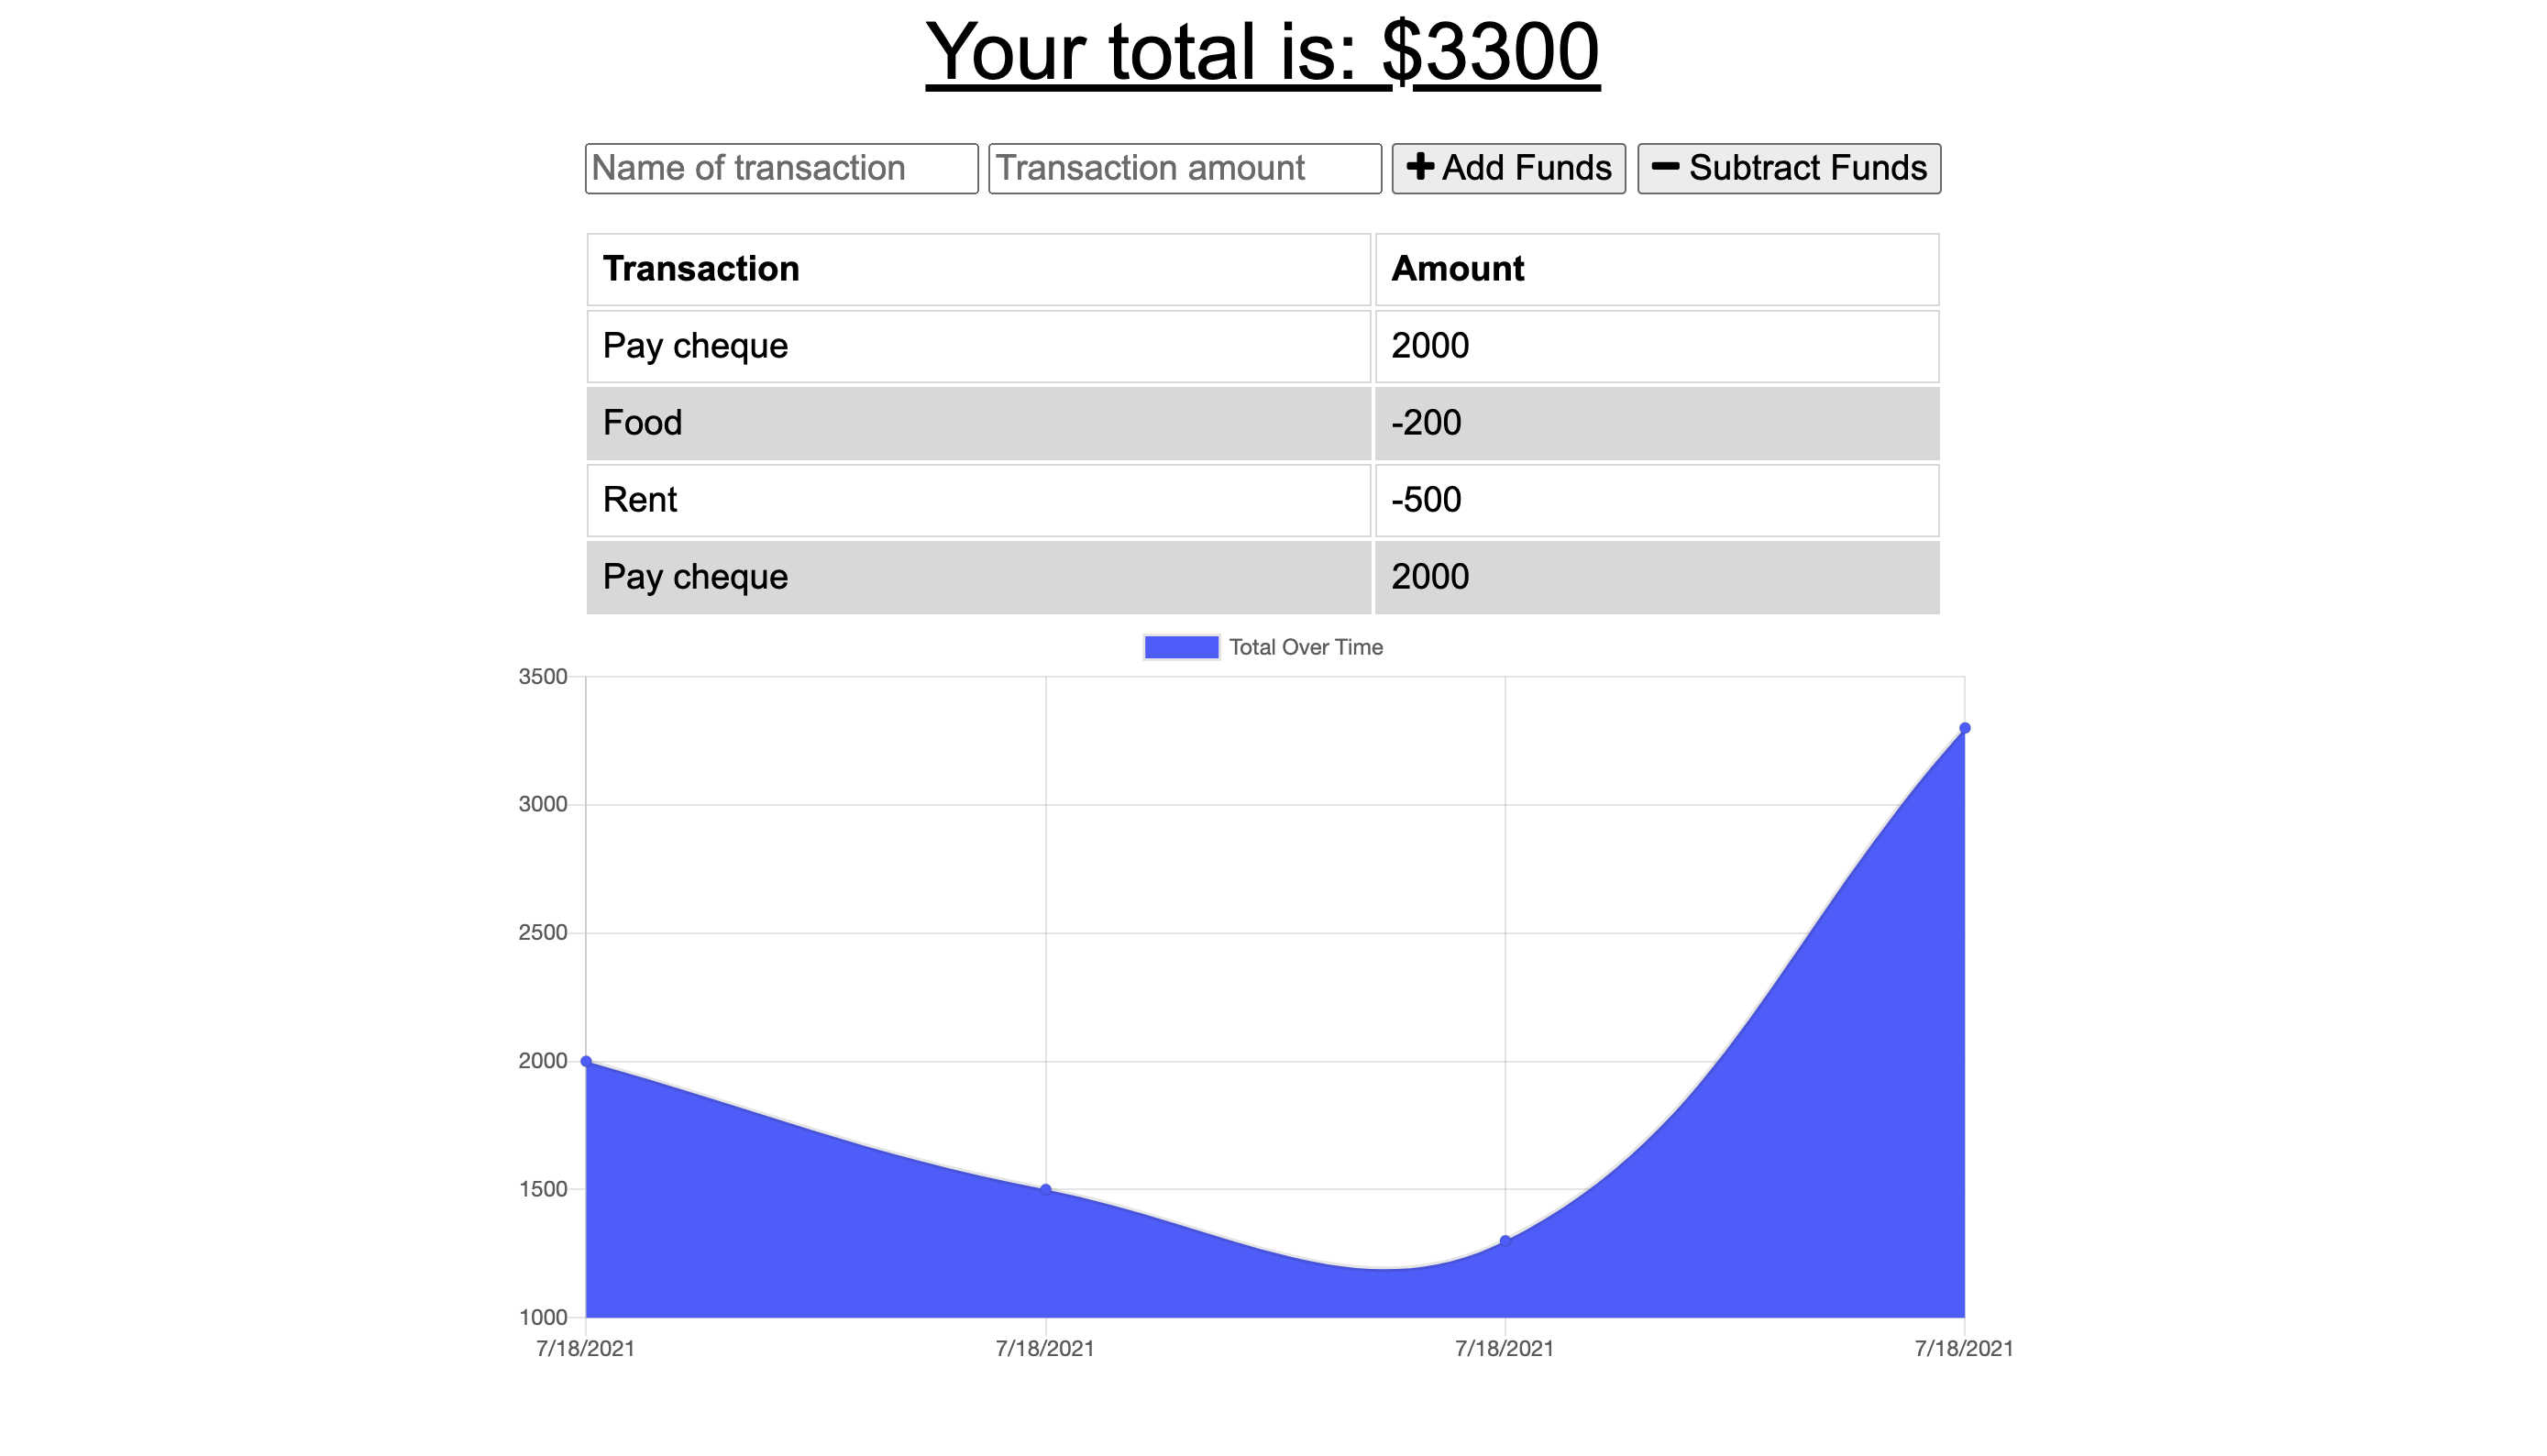 Your total is: $3300
Name of transaction Transaction amount Add Funds Subtract Funds
Transaction Amount
Pay cheque 2000
Food -200
Rent -500
Pay cheque 2000
Total Over Time
3500
3000
2500
2000
1500
1000
7/18/2021 7/18/2021 7/18/2021 7/18/2021